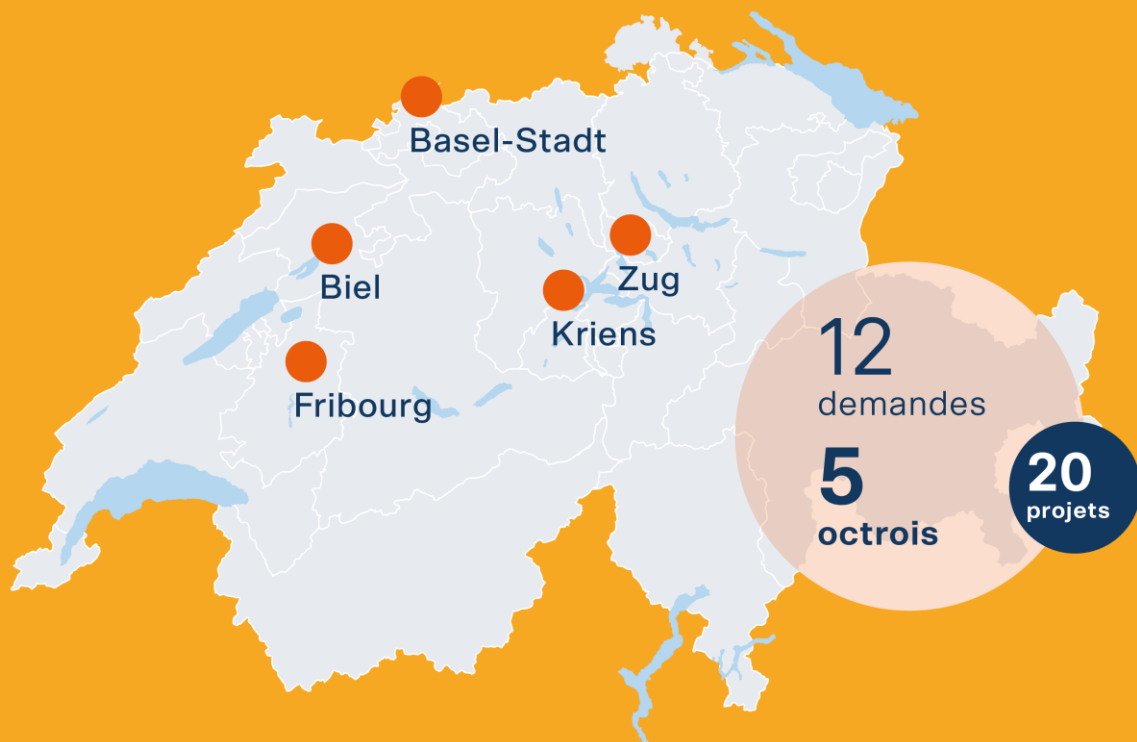 Basel-Stadt
Biel
Zug
Kriens
Fribourg
12
demandes
5
octrois
20
projets